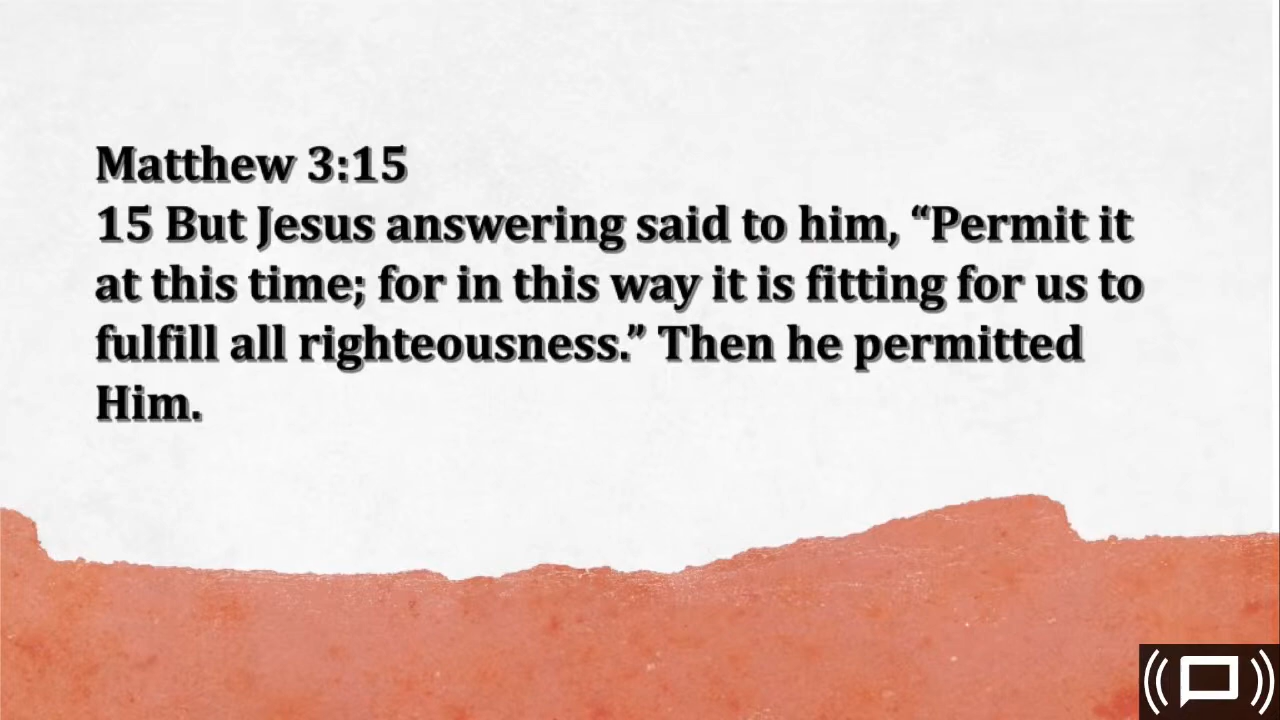 Matthew 3:15
15 But Jesus answering said to him, “Permit it
at this time; for in this way it is fitting for us to
fulfill all righteousness.” Then he permitted
Him.